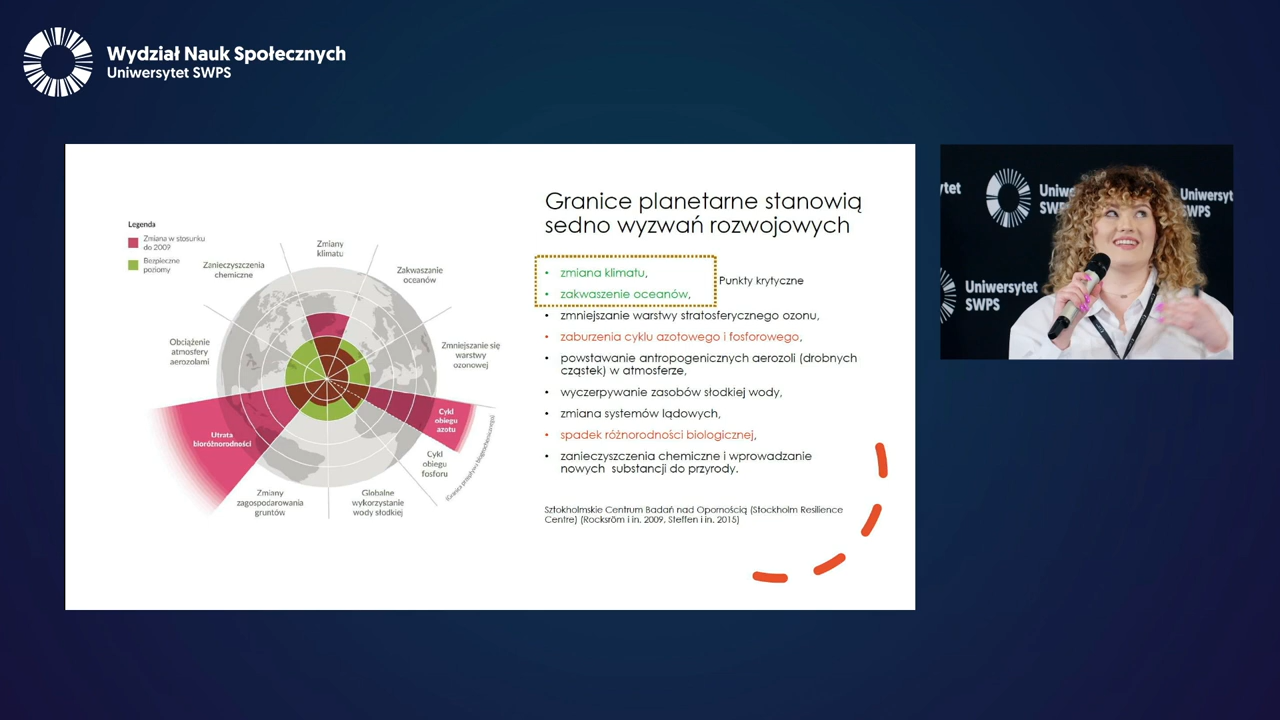 Wydział Nauk Społecznych
Uniwersytet SWPS
Granice planetarne stanowią
sedno wyzwań rozwojowych
• zmiana klimatu,
• zakwaszenie oceanów,
Punkty krytyczne
• zmniejszanie warstwy stratosferycznego ozonu,
• zaburzenia cyklu azotowego i fosforowego,
• powstawanie antropogenicznych aerozoli (drobnych
cząstek) w atmosferze,
• wyczerpywanie zasobów słodkiej wody,
• zmiana systemów lądowych,
• spadek różnorodności biologicznej,
• zanieczyszczenia chemiczne i wprowadzanie
nowych substancji do przyrody.
Sztokholmskie Centrum Badań nad Opornością (Stockholm Resilience
Centre) (Rocksröm i in. 2009, Steffen i in. 2015)
Legenda
Zmiana w stosunku
do 2009
Bezpieczne
poziomy
Zmiany
klimatu
Zakwaszanie
oceanów
Zmniejszanie się
warstwy
ozonowej
Cykl
obiegu
azotu
Cykl
obiegu
fosforu
Globalne
wykorzystanie
wody słodkiej
Zmiany
zagospodarowania
gruntów
Utrata
bioróżnorodności
Obciążenie
atmosfery
aerozolami
Zanieczyszczenia
chemiczne
ytet
Uniw
SW
Uniwersyt
SWPS
Uniwersytet
SWPS